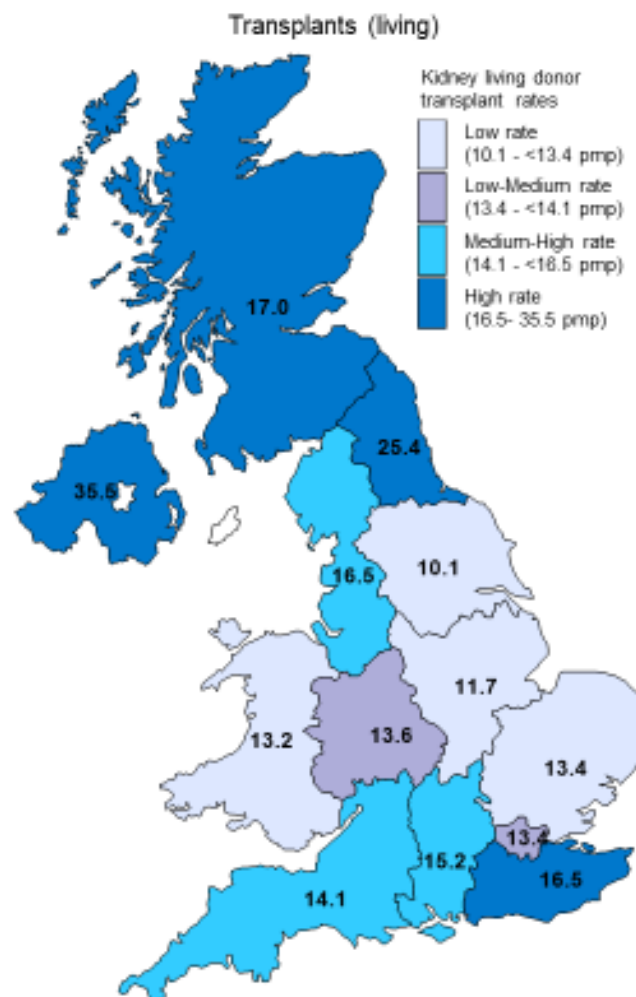 Transplants (living)
Kidney living donor
transplant rates
Low rate
(10.1 - <13.4 pmp)
Low-Medium rate
(13.4 - <14.1 pmp)
Medium-High rate
(14.1 - <16.5 pmp)
High rate
(16.5- 35.5 pmp)
17.0
25.4
35.5
16.5
10.1
11.7
13.2
13.6
13.4
13.4
15.2
16.5
14.1